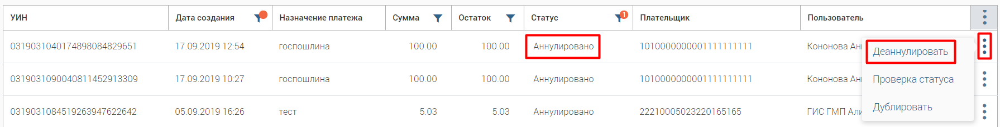 УИН Дата создания Назначение платежа Сумма Остаток Статус 1 Плательщик Пользователь
0319031040174898084829651 17.09.2019 12:54 госпошлина 100.00 100.00 Аннулировано 1010000000001111111111 Кононова Ан
Деаннулировать
0319031090040811452913309 17.09.2019 10:27 госпошлина 100.00 100.00 Аннулировано 1010000000001111111111 Кононова Ан
Проверка статуса
0319031084519263947622642 05.09.2019 16:26 тест 5.03 5.03 Аннулировано 22210005023220165165 ГИС ГМП Али
Дублировать